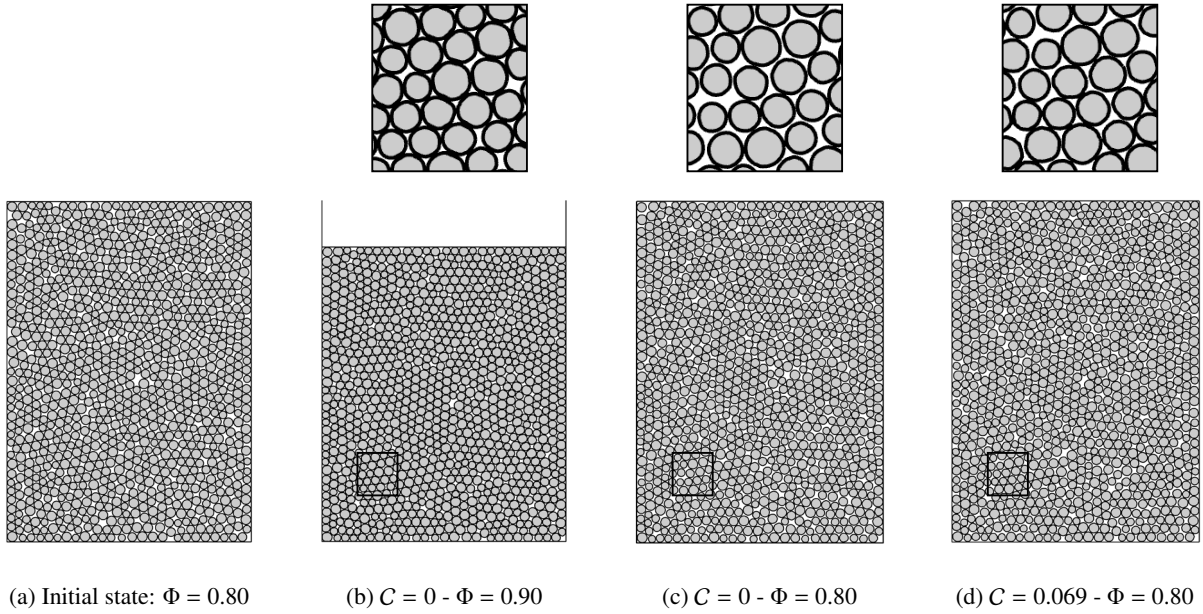 (a) Initial state: Φ = 0.80
(b) C = 0 - Φ = 0.90
(c) C = 0 - Φ = 0.80
(d) C = 0.069 - Φ = 0.80